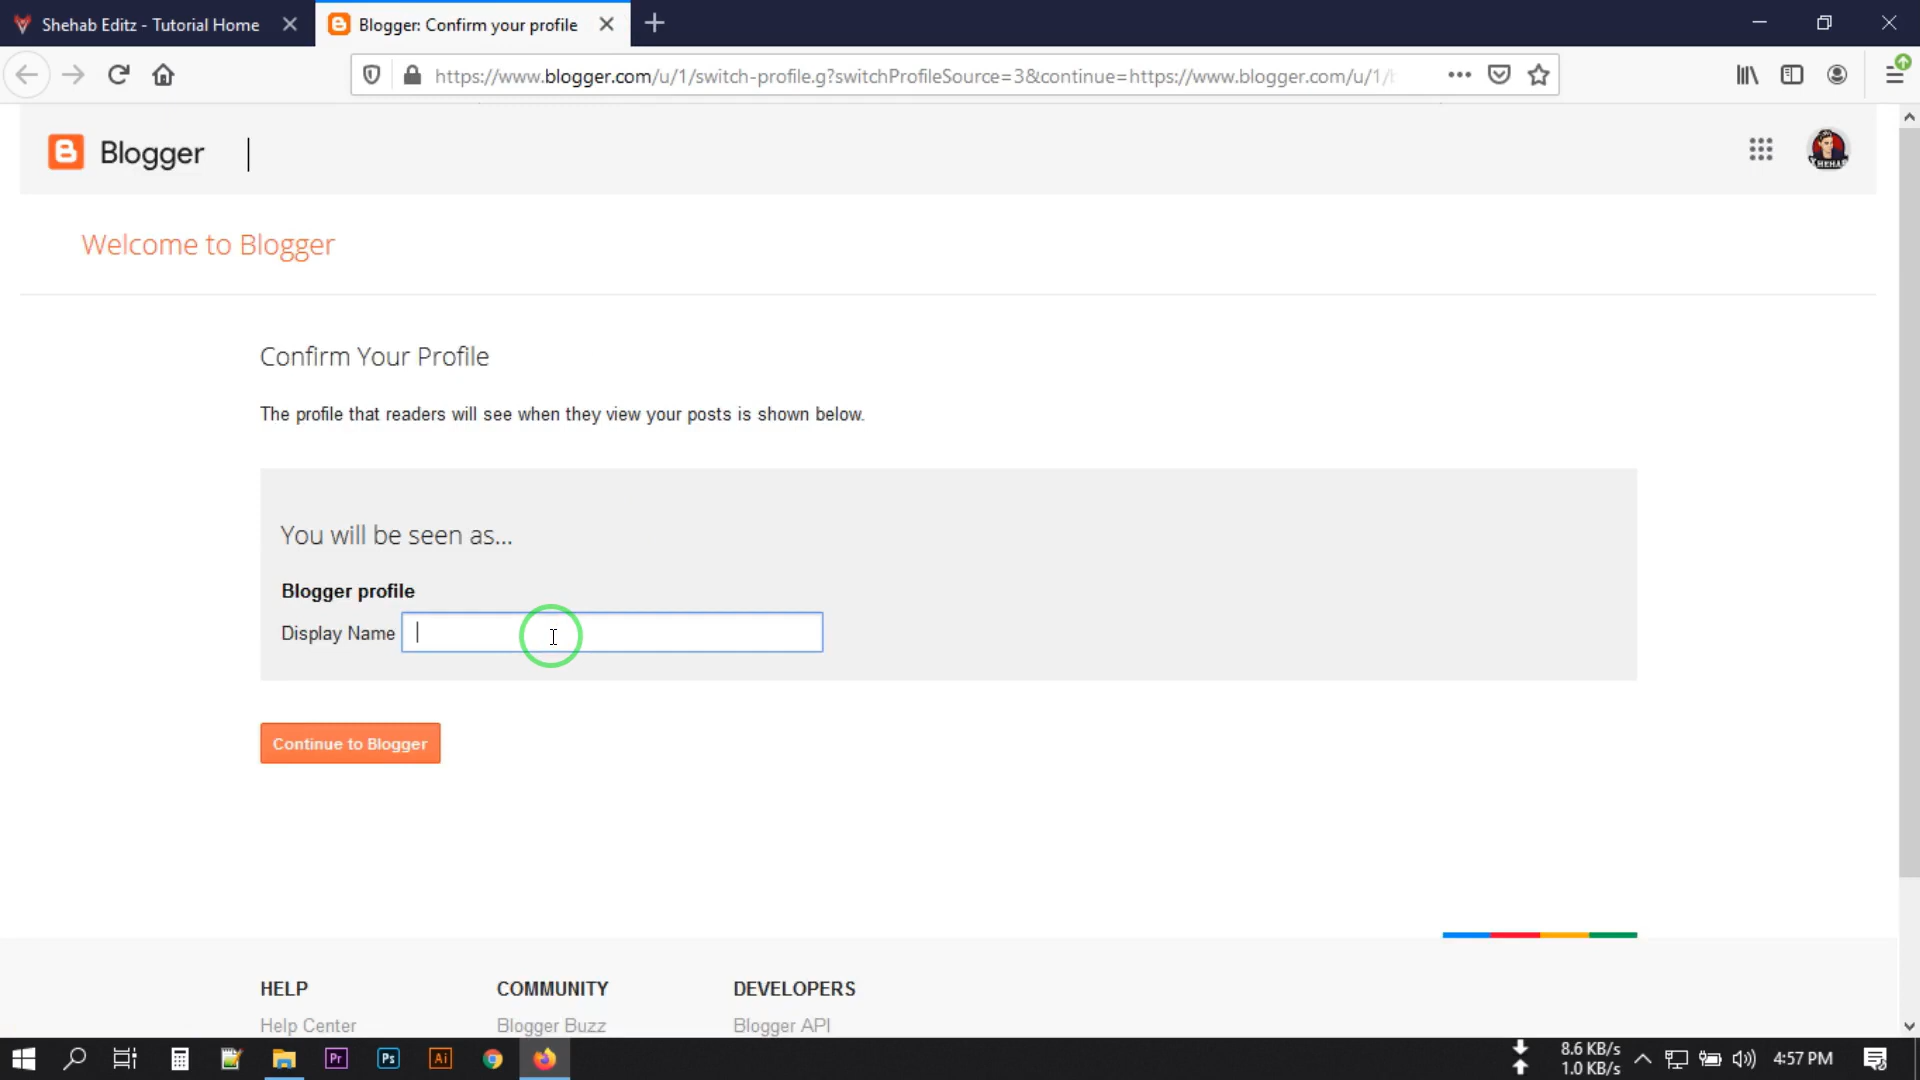 Shehab Editz - Tutorial Home
Blogger: Confirm your profile
https://www.blogger.com/u/1/switch-profile.g?switchProfileSource=3&continue=https://www.blogger.com/u/1/
Blogger
Welcome to Blogger
Confirm Your Profile
The profile that readers will see when they view your posts is shown below.
You will be seen as...
Blogger profile
Display Name
Continue to Blogger
HELP COMMUNITY DEVELOPERS
Help Center Blogger Buzz Blogger API
Pr Ps Ai
8.6 KB/s
1.0 KB/s
4:57 PM